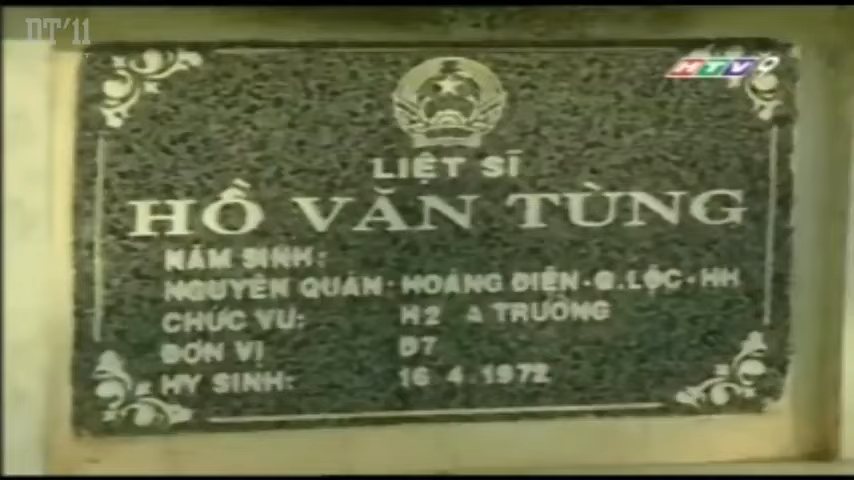 DT'11
HTV9
LIỆT SĨ
HỒ VĂN TÙNG
NĂM SINH:
NGUYÊN QUÁN: HOÀNG ĐIỀN-G.LỘC-HH
CHỨC VỤ: H2 A TRƯỞNG
ĐƠN VỊ D7
HY SINH: 16 4.1972